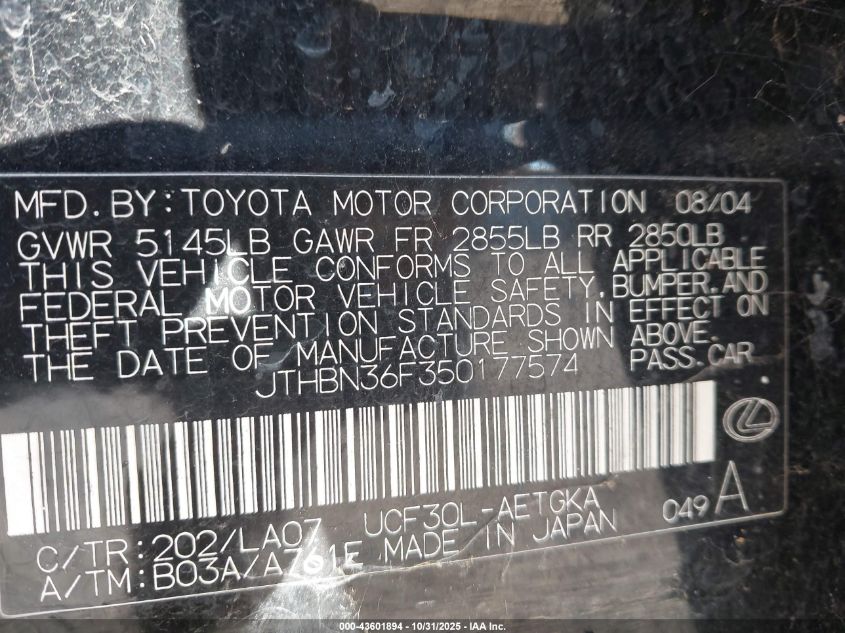 MFD. BY: TOYOTA MOTOR CORPORATION 08/04
GVWR 5145LB GAWR FR 2855LB RR 2850LB
THIS VEHICLE CONFORMS TO ALL APPLICABLE
FEDERAL MOTOR VEHICLE SAFETY, BUMPER, AND
THEFT PREVENTION STANDARDS IN EFFECT ON
THE DATE OF MANUFACTURE SHOWN ABOVE.
JTHBN36F350177574 PASS. CAR
049 A
C/TR: 202/LA07 UCF30L-AETGKA
A/TM: B03A/A761E MADE IN JAPAN
000-43601894 | 10/31/2025 | IAA Inc.